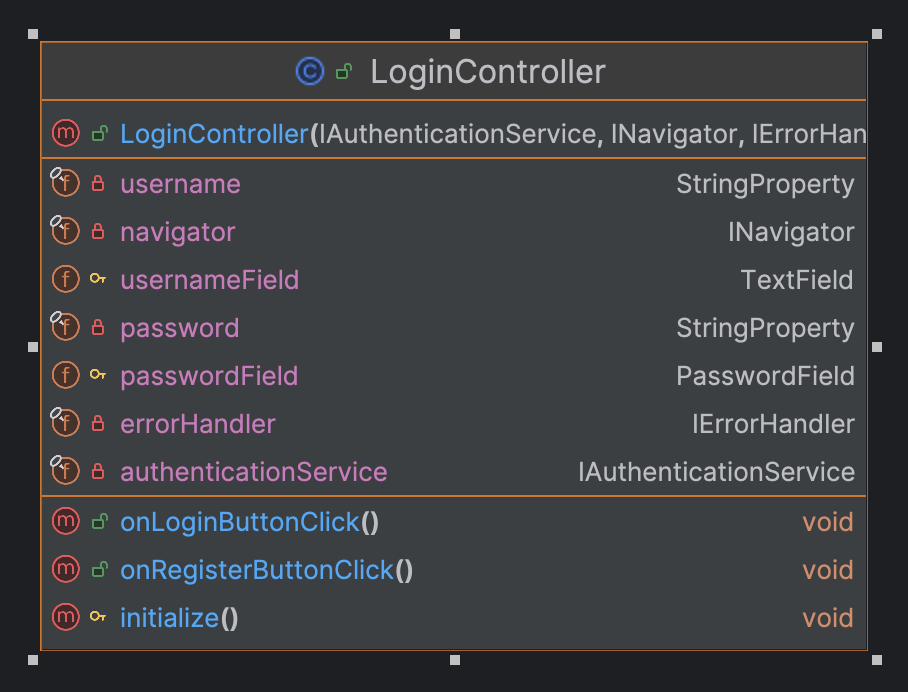 LoginController
LoginController(IAuthenticationService, INavigator, IErrorHan
username StringProperty
navigator INavigator
usernameField TextField
password StringProperty
passwordField PasswordField
errorHandler IErrorHandler
authenticationService IAuthenticationService
onLoginButtonClick() void
onRegisterButtonClick() void
initialize() void